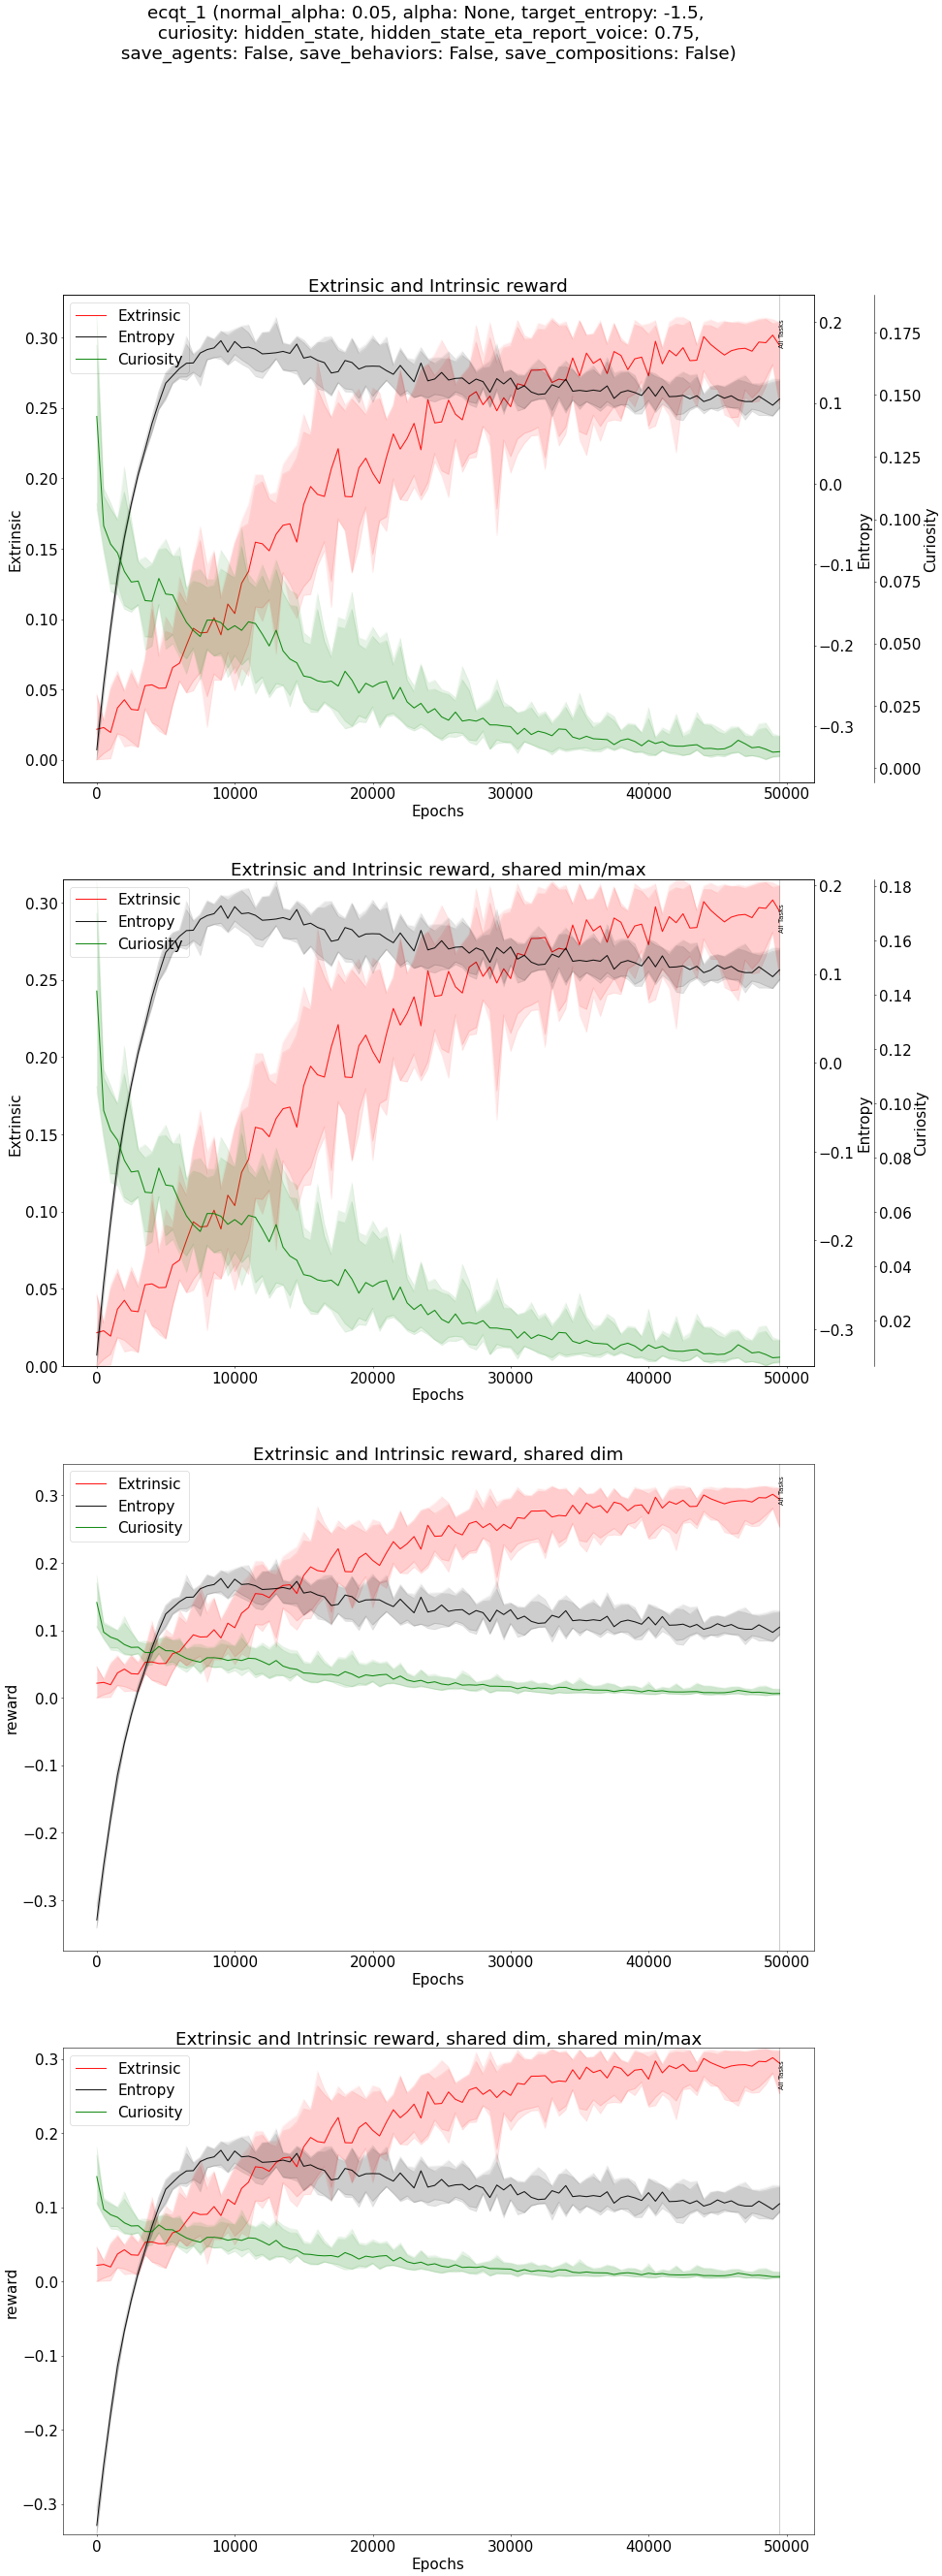 ecqt_1 (normal_alpha: 0.05, alpha: None, target_entropy: -1.5,
curiosity: hidden_state, hidden_state_eta_report_voice: 0.75,
save_agents: False, save_behaviors: False, save_compositions: False)
Extrinsic and Intrinsic reward
Extrinsic
Entropy
Curiosity
All Tasks
0.30
0.25
0.20
0.15
0.10
0.05
0.00
Extrinsic
0.2
0.1
0.0
−0.1
−0.2
−0.3
Entropy
0.175
0.150
0.125
0.100
0.075
0.050
0.025
0.000
Curiosity
0 10000 20000 30000 40000 50000
Epochs
Extrinsic and Intrinsic reward, shared min/max
Extrinsic
Entropy
Curiosity
All Tasks
0.30
0.25
0.20
0.15
0.10
0.05
0.00
Extrinsic
0.2
0.1
0.0
−0.1
−0.2
−0.3
Entropy
0.18
0.16
0.14
0.12
0.10
0.08
0.06
0.04
0.02
Curiosity
0 10000 20000 30000 40000 50000
Epochs
Extrinsic and Intrinsic reward, shared dim
Extrinsic
Entropy
Curiosity
All Tasks
0.3
0.2
0.1
0.0
−0.1
−0.2
−0.3
reward
0 10000 20000 30000 40000 50000
Epochs
Extrinsic and Intrinsic reward, shared dim, shared min/max
Extrinsic
Entropy
Curiosity
All Tasks
0.3
0.2
0.1
0.0
−0.1
−0.2
−0.3
reward
0 10000 20000 30000 40000 50000
Epochs